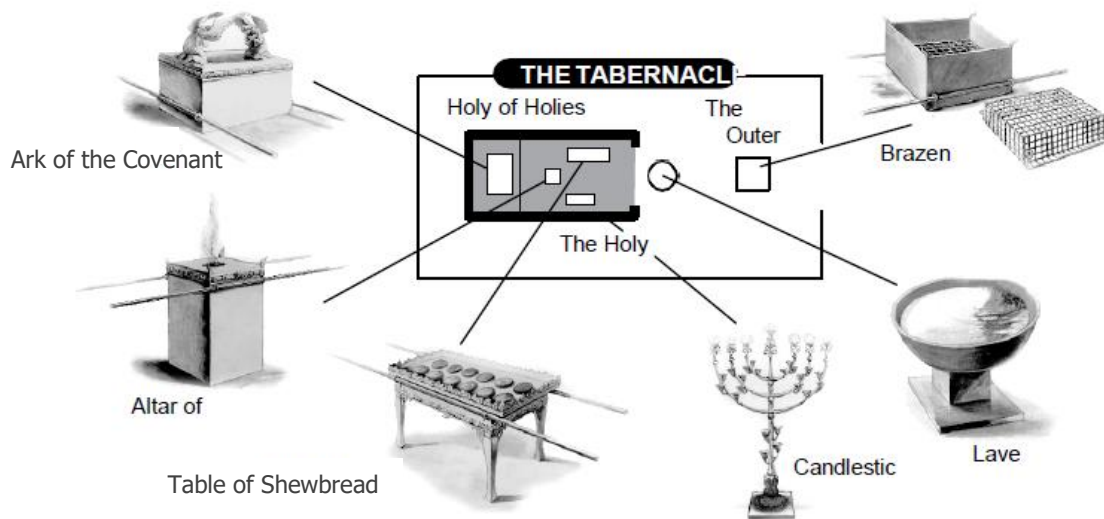 THE TABERNACL
Holy of Holies
The
Outer
Ark of the Covenant
Brazen
The Holy
Altar of
Table of Shewbread
Candlestic
Lave